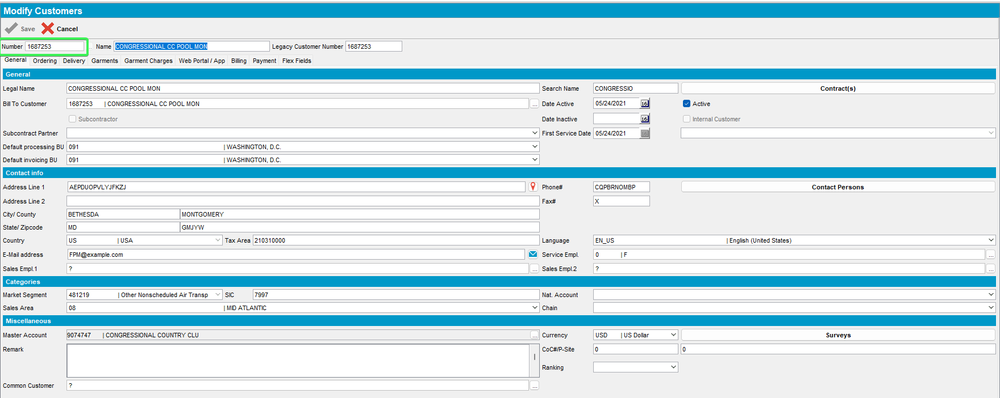 Modify Customers
Save Cancel
Number 1687253 ... Name CONGRESSIONAL CC POOL MON Legacy Customer Number 1687253
General Ordering Delivery Garments Garment Charges Web Portal / App Billing Payment Flex Fields
General
Legal Name CONGRESSIONAL CC POOL MON Search Name CONGRESSIO Contract(s)
Bill To Customer 1687253 | CONGRESSIONAL CC POOL MON ... Date Active 05/24/2021 16 Active
Subcontractor Date Inactive 16 Internal Customer
Subcontract Partner First Service Date 05/24/2021 16
Default processing BU 091 | WASHINGTON, D.C.
Default invoicing BU 091 | WASHINGTON, D.C.
Contact info
Address Line 1 AEPDUOPVLYJFKZJ Phone# CQPBRNOMBP Contact Persons
Address Line 2 Fax# X
City/ County BETHESDA MONTGOMERY
State/ Zipcode MD GMJYW
Country US | USA Tax Area 210310000 Language EN_US | English (United States)
E-Mail address FPM@example.com Service Empl. 0 | F ...
Sales Empl.1 ? ... Sales Empl.2 ? ...
Categories
Market Segment 481219 | Other Nonscheduled Air Transp SIC 7997 Nat. Account
Sales Area 08 | MID ATLANTIC Chain
Miscellaneous
Master Account 9074747 | CONGRESSIONAL COUNTRY CLU ... Currency USD | US Dollar Surveys
Remark CoC#/P-Site 0 0
Ranking
Common Customer ? ...